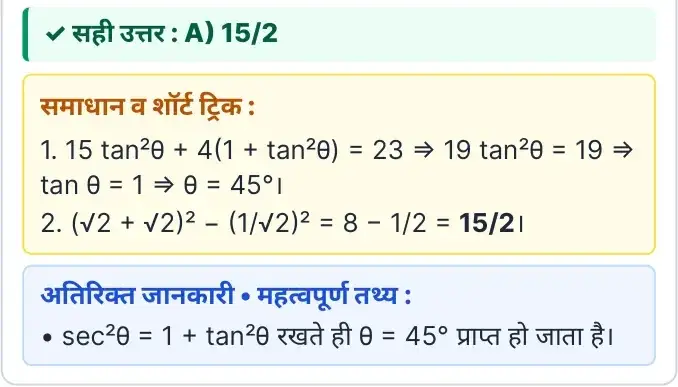 ✓ सही उत्तर : A) 15/2
समाधान व शॉर्ट ट्रिक :
1. 15 tan²θ + 4(1 + tan²θ) = 23 ⇒ 19 tan²θ = 19 ⇒
tan θ = 1 ⇒ θ = 45°।
2. (√2 + √2)² − (1/√2)² = 8 − 1/2 = 15/2।
अतिरिक्त जानकारी • महत्वपूर्ण तथ्य :
• sec²θ = 1 + tan²θ रखते ही θ = 45° प्राप्त हो जाता है।